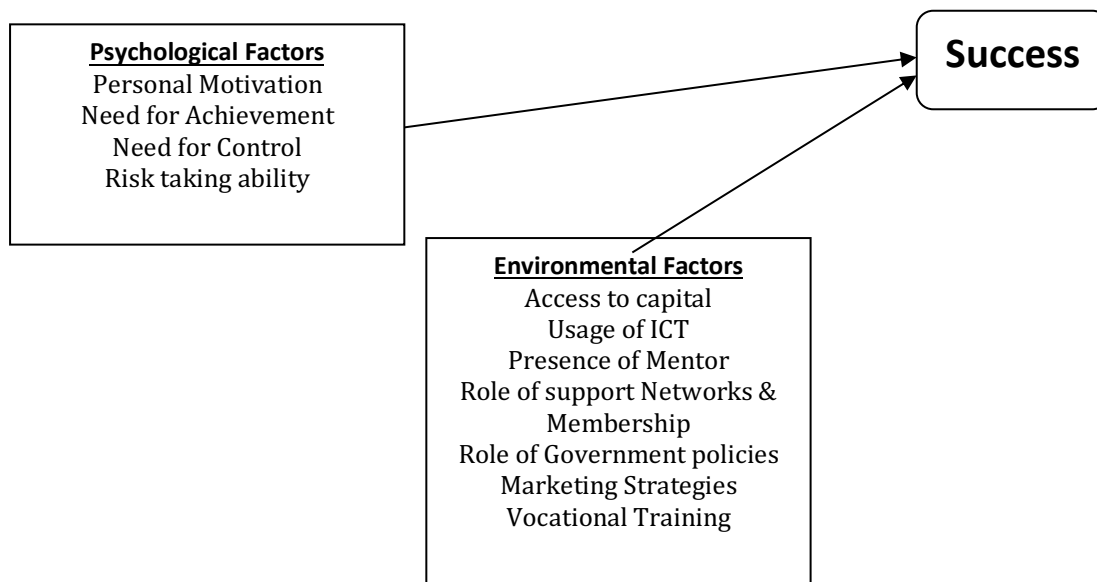 Psychological Factors
Personal Motivation
Need for Achievement
Need for Control
Risk taking ability
Success
Environmental Factors
Access to capital
Usage of ICT
Presence of Mentor
Role of support Networks &
Membership
Role of Government policies
Marketing Strategies
Vocational Training